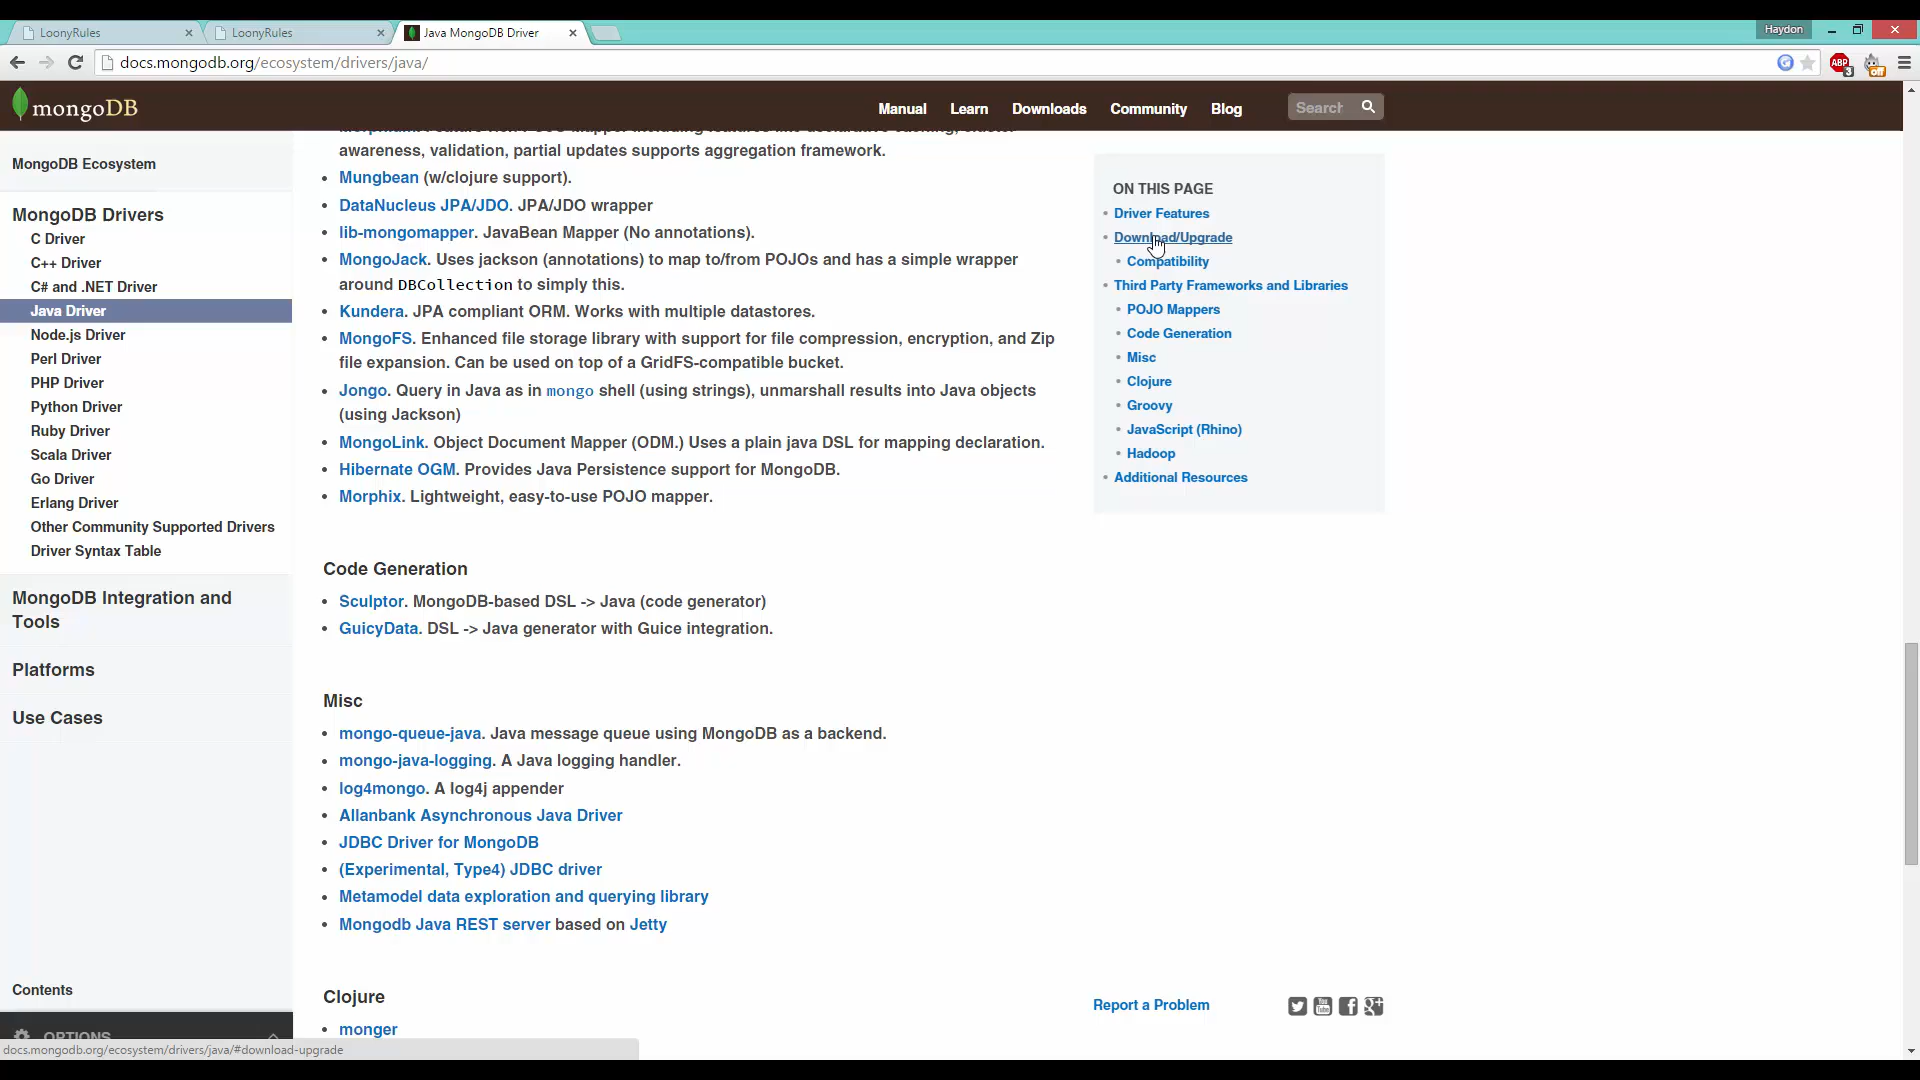 LoonyRules
LoonyRules
Java MongoDB Driver
Haydon
docs.mongodb.org/ecosystem/drivers/java/
ABP
3
off
mongoDB
Manual
Learn
Downloads
Community
Blog
Search
MongoDB Ecosystem
MongoDB Drivers
C Driver
C++ Driver
C# and .NET Driver
Java Driver
Node.js Driver
Perl Driver
PHP Driver
Python Driver
Ruby Driver
Scala Driver
Go Driver
Erlang Driver
Other Community Supported Drivers
Driver Syntax Table
MongoDB Integration and
Tools
Platforms
Use Cases
Contents
OPTIONS
awareness, validation, partial updates supports aggregation framework.
• Mungbean (w/clojure support).
• DataNucleus JPA/JDO. JPA/JDO wrapper
• lib-mongomapper. JavaBean Mapper (No annotations).
• MongoJack. Uses jackson (annotations) to map to/from POJOs and has a simple wrapper
around DBCollection to simply this.
• Kundera. JPA compliant ORM. Works with multiple datastores.
• MongoFS. Enhanced file storage library with support for file compression, encryption, and Zip
file expansion. Can be used on top of a GridFS-compatible bucket.
• Jongo. Query in Java as in mongo shell (using strings), unmarshall results into Java objects
(using Jackson)
• MongoLink. Object Document Mapper (ODM.) Uses a plain java DSL for mapping declaration.
• Hibernate OGM. Provides Java Persistence support for MongoDB.
• Morphix. Lightweight, easy-to-use POJO mapper.
Code Generation
• Sculptor. MongoDB-based DSL -> Java (code generator)
• GuicyData. DSL -> Java generator with Guice integration.
Misc
• mongo-queue-java. Java message queue using MongoDB as a backend.
• mongo-java-logging. A Java logging handler.
• log4mongo. A log4j appender
• Allanbank Asynchronous Java Driver
• JDBC Driver for MongoDB
• (Experimental, Type4) JDBC driver
• Metamodel data exploration and querying library
• Mongodb Java REST server based on Jetty
Clojure
• monger
ON THIS PAGE
• Driver Features
• Download/Upgrade
• Compatibility
• Third Party Frameworks and Libraries
• POJO Mappers
• Code Generation
• Misc
• Clojure
• Groovy
• JavaScript (Rhino)
• Hadoop
• Additional Resources
Report a Problem
docs.mongodb.org/ecosystem/drivers/java/#download-upgrade